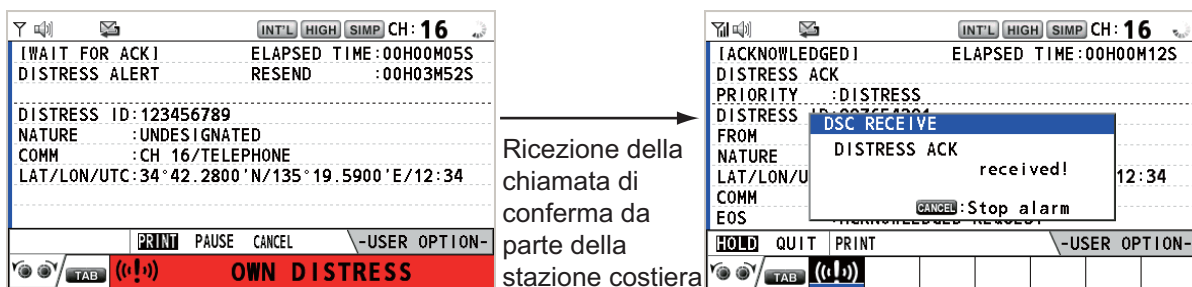 INT'L HIGH SIMP CH: 16
[WAIT FOR ACK] ELAPSED TIME:00H00M05S
DISTRESS ALERT RESEND :00H03M52S
DISTRESS ID:123456789
NATURE :UNDESIGNATED
COMM :CH 16/TELEPHONE
LAT/LON/UTC:34°42.2800'N/135°19.5900'E/12:34
PRINT PAUSE CANCEL -USER OPTION-
TAB OWN DISTRESS
Ricezione della
chiamata di
conferma da
parte della
stazione costiera
INT'L HIGH SIMP CH: 16
[ACKNOWLEDGED] ELAPSED TIME:00H00M12S
DISTRESS ACK
PRIORITY :DISTRESS
DISTRESS
FROM
NATURE
LAT/LON/U 12:34
COMM
EOS
DSC RECEIVE
DISTRESS ACK
received!
CANCEL:Stop alarm
HOLD QUIT PRINT -USER OPTION-
TAB